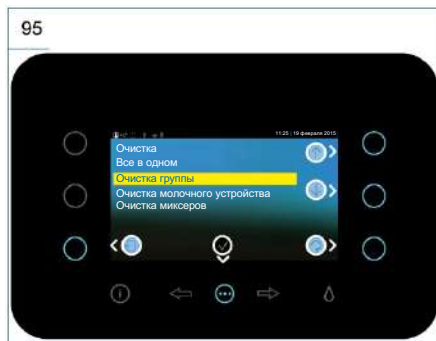 95
11:25 | 19 февраля 2015
Очистка
Все в одном
Очистка группы
Очистка молочного устройства
Очистка миксеров